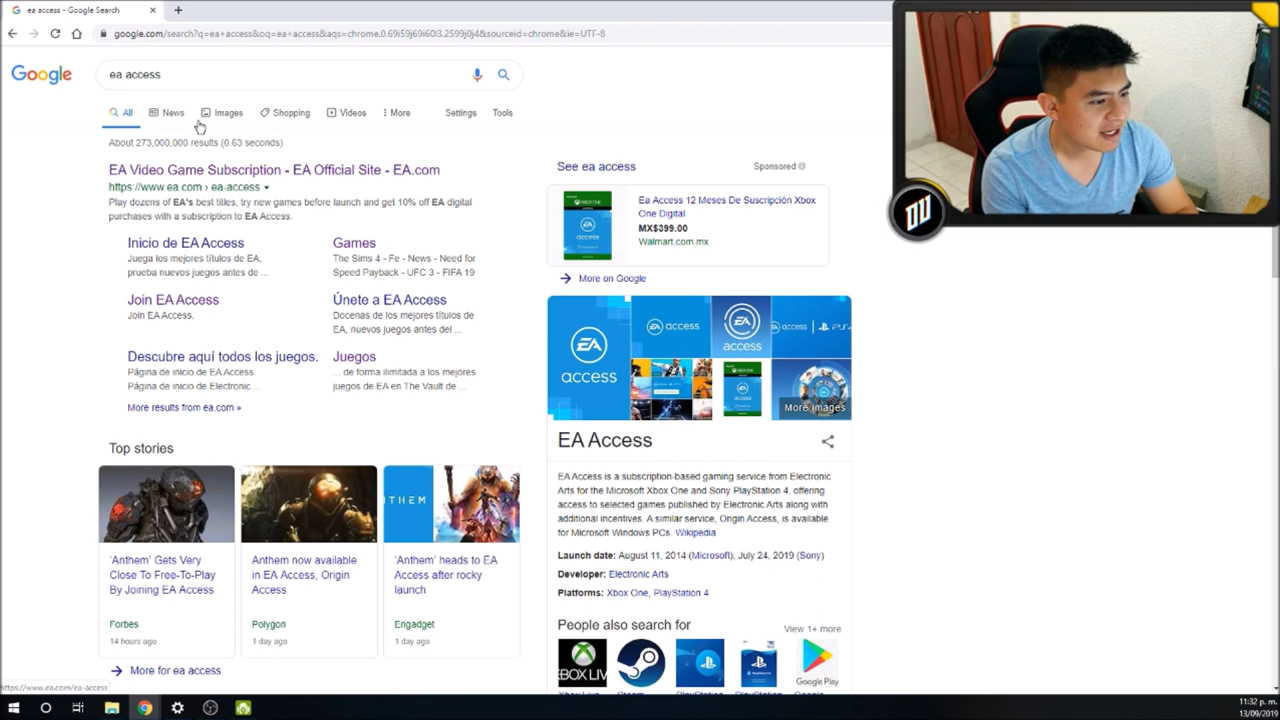 ea access - Google Search
google.com/search?q=ea+access&oq=ea+access&aqs=chrome.0.69i59j69i60l3.2599j0j4&sourceid=chrome&ie=UTF-8
Google
ea access
All
News
Images
Shopping
Videos
More
Settings
Tools
About 273,000,000 results (0.63 seconds)
EA Video Game Subscription - EA Official Site - EA.com
https://www.ea.com › ea-access
Play dozens of EA's best titles, try new games before launch and get 10% off EA digital
purchases with a subscription to EA Access.
Inicio de EA Access
Juega los mejores títulos de EA,
prueba nuevos juegos antes de ...
Games
The Sims 4 - Fe - News - Need for
Speed Payback - UFC 3 - FIFA 19
Join EA Access
Join EA Access.
Únete a EA Access
Docenas de los mejores títulos de
EA, nuevos juegos antes del ...
Descubre aquí todos los juegos.
Página de inicio de EA Access
Página de inicio de Electronic ...
Juegos
... de forma ilimitada a los mejores
juegos de EA en The Vault de ...
More results from ea.com »
Top stories
'Anthem' Gets Very
Close To Free-To-Play
By Joining EA Access
Forbes
14 hours ago
Anthem now available
in EA Access, Origin
Access
Polygon
1 day ago
THEM
'Anthem' heads to EA
Access after rocky
launch
Engadget
1 day ago
More for ea access
https://www.ea.com/ea-access
See ea access
Sponsored
Ea Access 12 Meses De Suscripción Xbox
One Digital
MX$399.00
Walmart.com.mx
More on Google
EA
access
EA access
EA
access
access
PS4
More images
EA Access
EA Access is a subscription-based gaming service from Electronic
Arts for the Microsoft Xbox One and Sony PlayStation 4, offering
access to selected games published by Electronic Arts along with
additional incentives. A similar service, Origin Access, is available
for Microsoft Windows PCs. Wikipedia
Launch date: August 11, 2014 (Microsoft), July 24, 2019 (Sony)
Developer: Electronic Arts
Platforms: Xbox One, PlayStation 4
People also search for
View 1+ more
XBOX LIV
Google Play
11:32 p. m.
13/09/2019